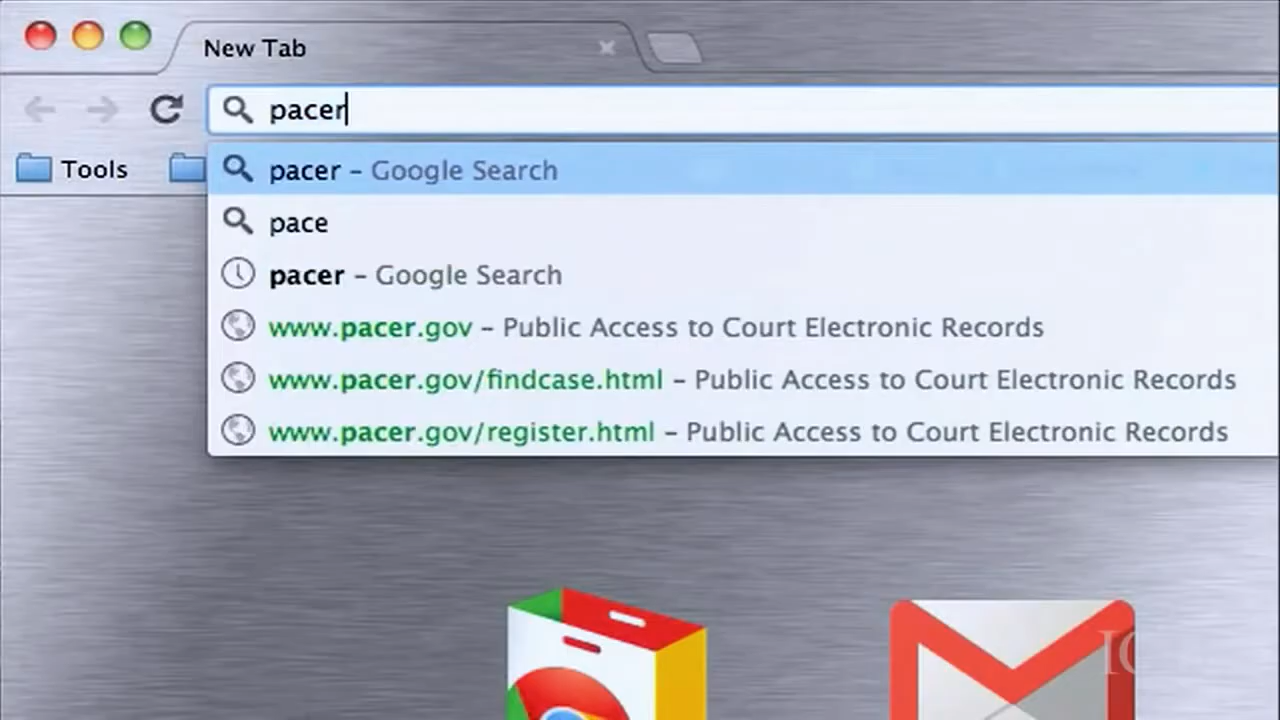 New Tab
pacer
Tools
pacer – Google Search
pace
pacer – Google Search
www.pacer.gov – Public Access to Court Electronic Records
www.pacer.gov/findcase.html – Public Access to Court Electronic Records
www.pacer.gov/register.html – Public Access to Court Electronic Records